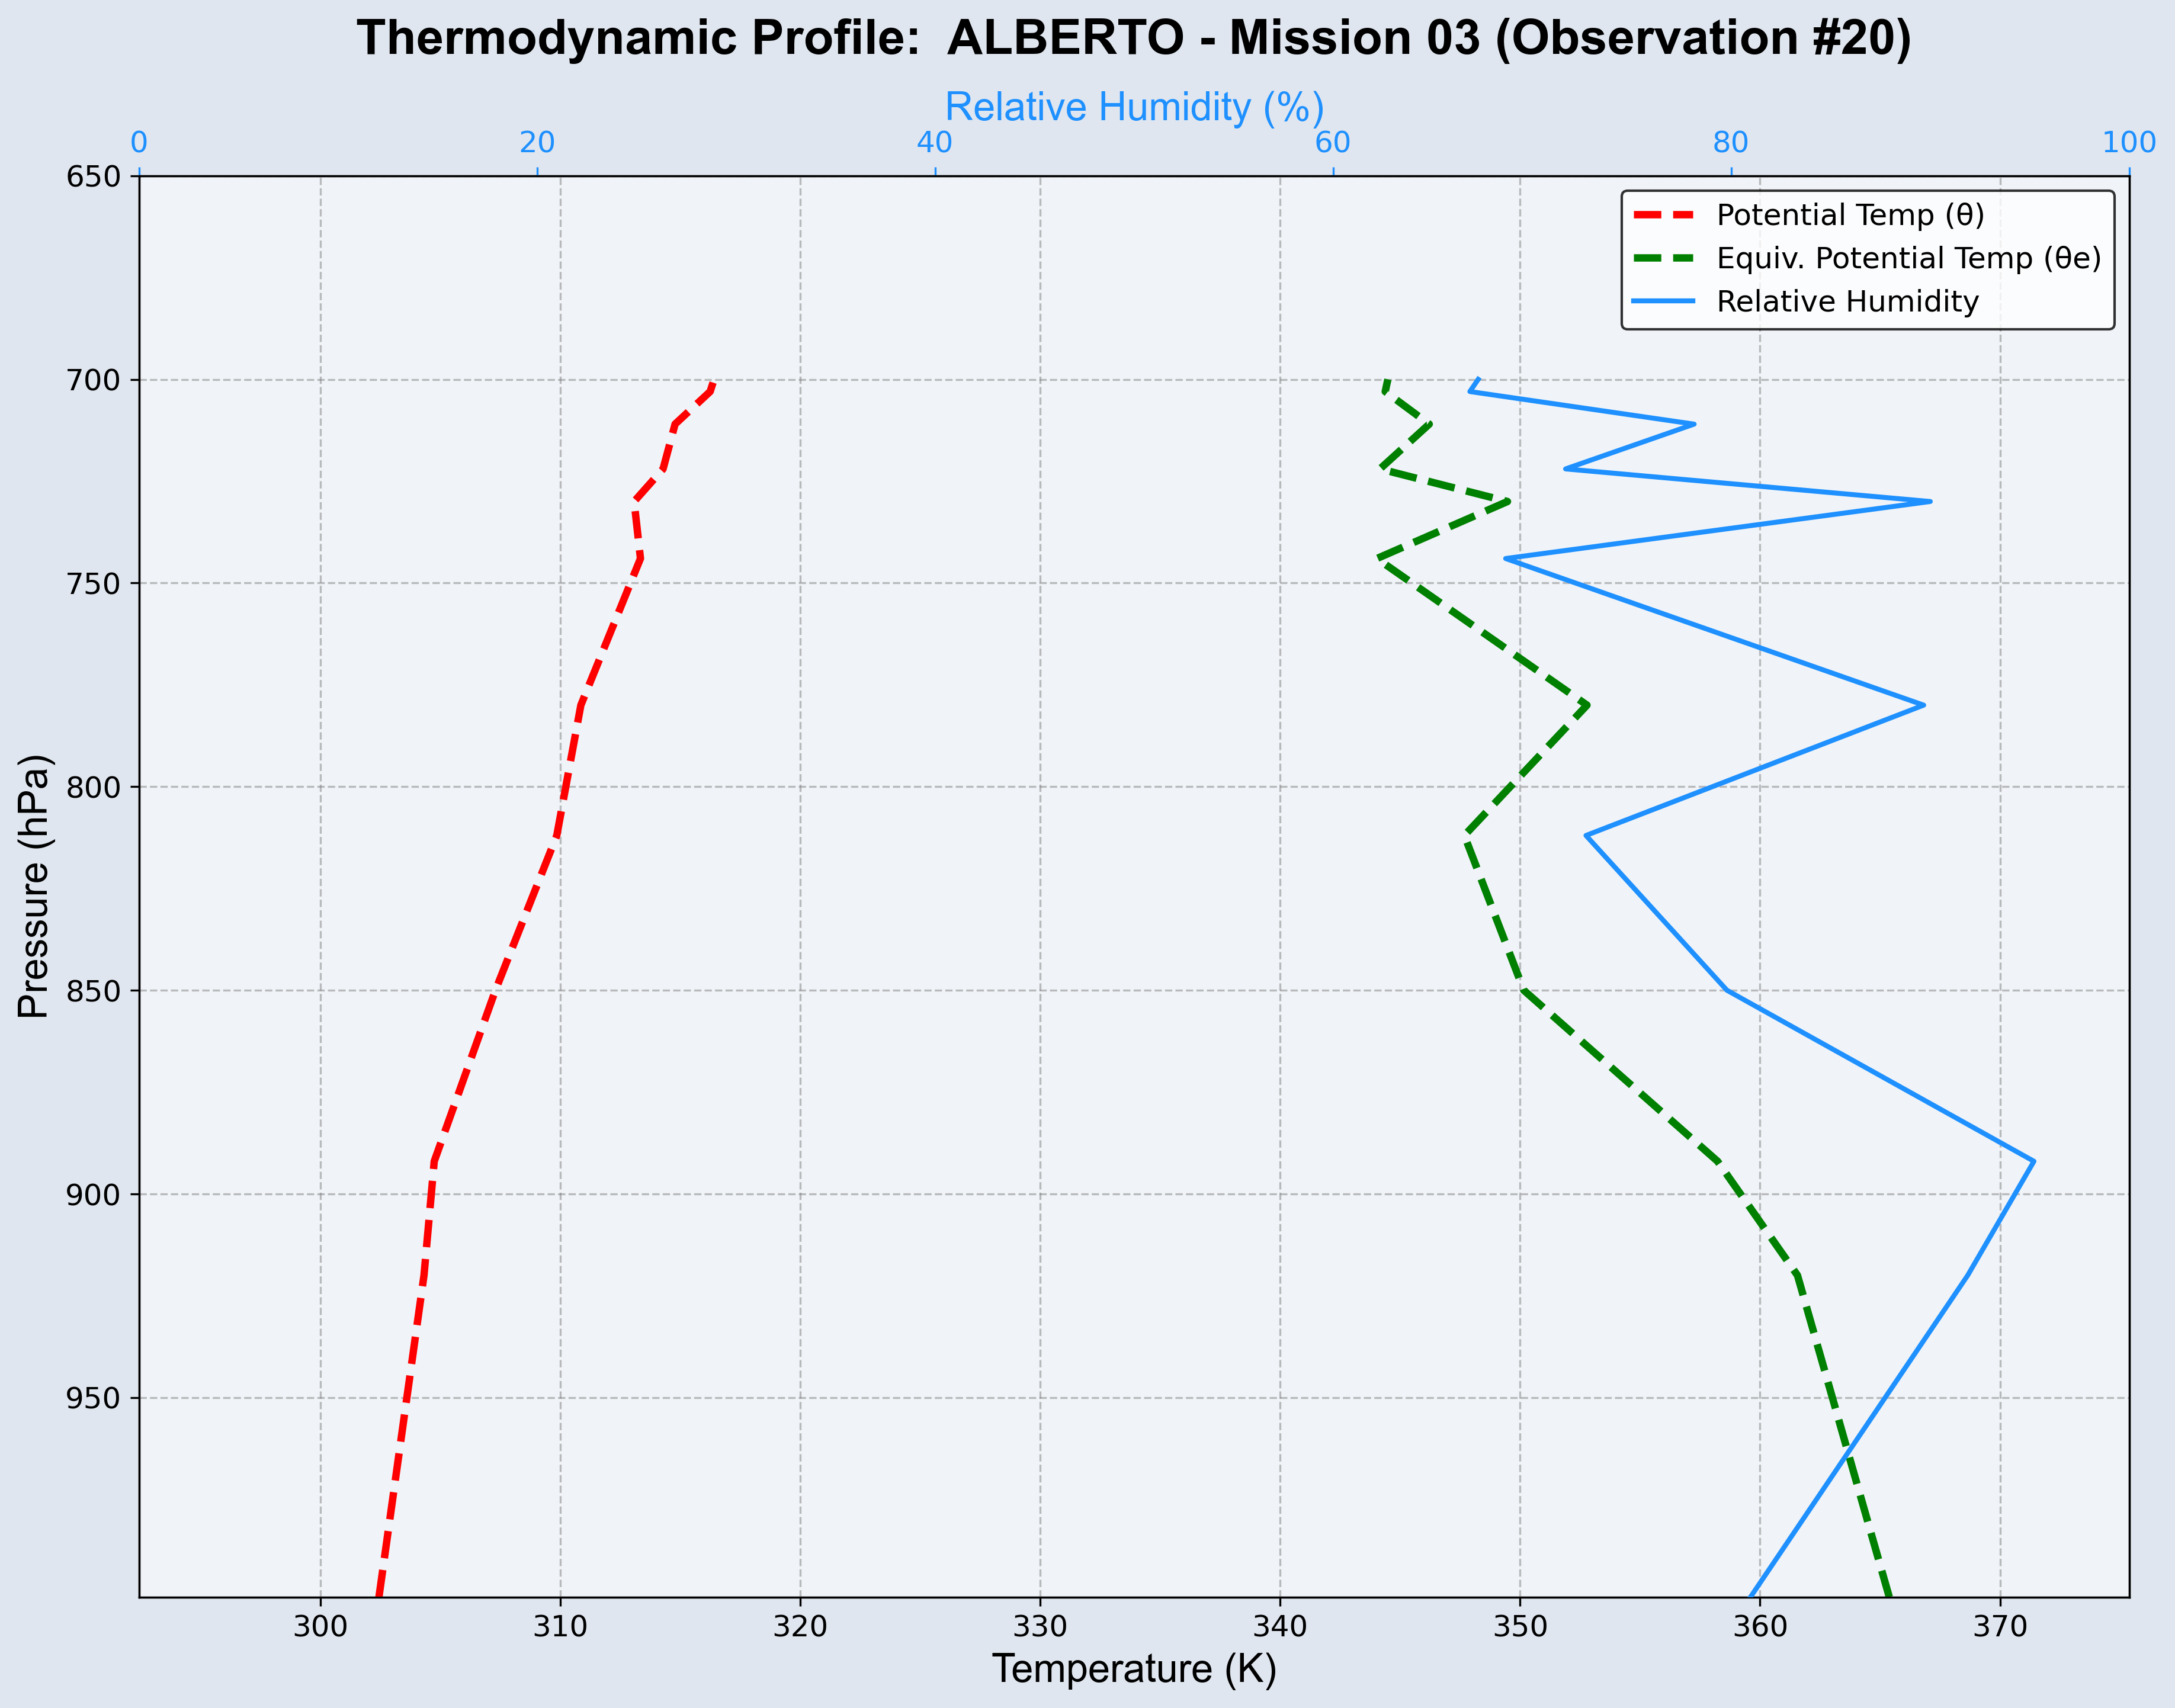 Thermodynamic Profile:  ALBERTO - Mission 03 (Observation #20)
Relative Humidity (%)
0 20 40 60 80 100
Potential Temp (θ)
Equiv. Potential Temp (θe)
Relative Humidity
Pressure (hPa)
650
700
750
800
850
900
950
300 310 320 330 340 350 360 370
Temperature (K)